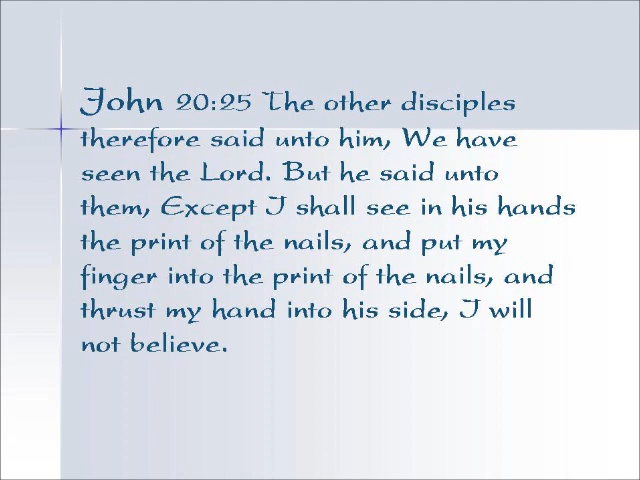 John 20:25 The other disciples
therefore said unto him, We have
seen the Lord. But he said unto
them, Except I shall see in his hands
the print of the nails, and put my
finger into the print of the nails, and
thrust my hand into his side, I will
not believe.